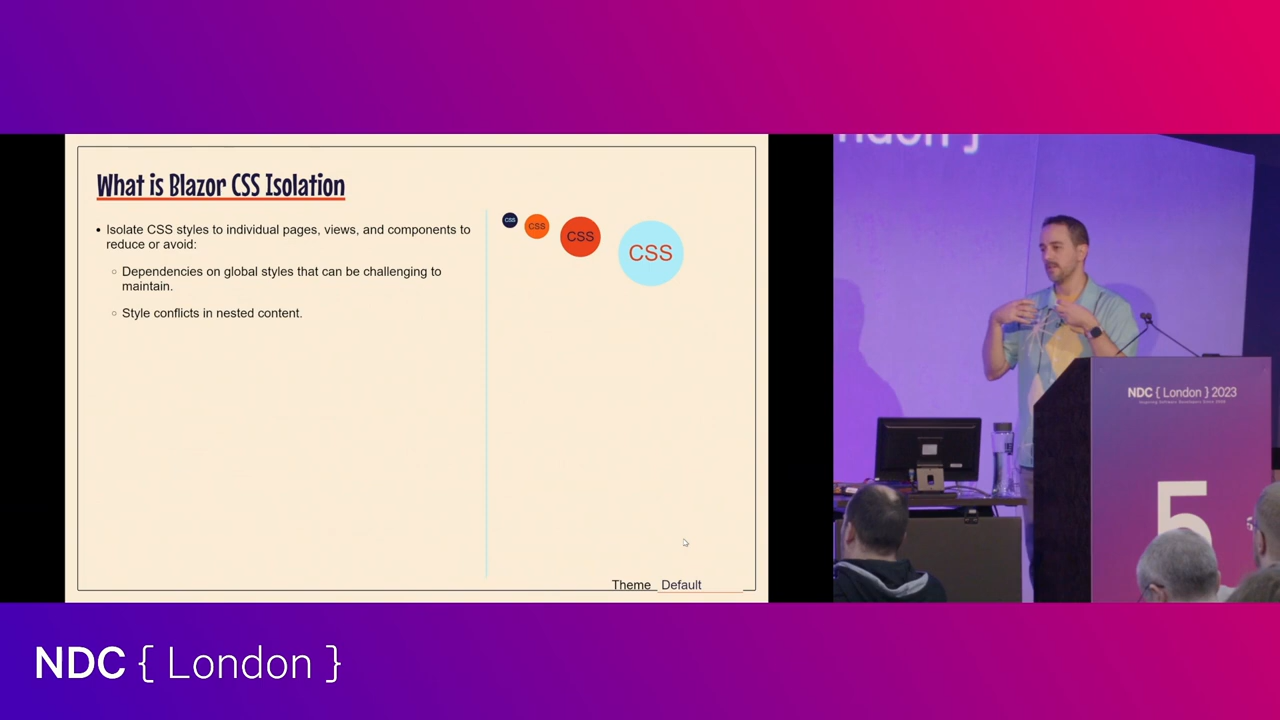 What is Blazor CSS Isolation
• Isolate CSS styles to individual pages, views, and components to
reduce or avoid:
○ Dependencies on global styles that can be challenging to
maintain.
○ Style conflicts in nested content.
CSS
CSS
CSS
CSS
Theme Default
London }
NDC { London } 2023
5
NDC { London }